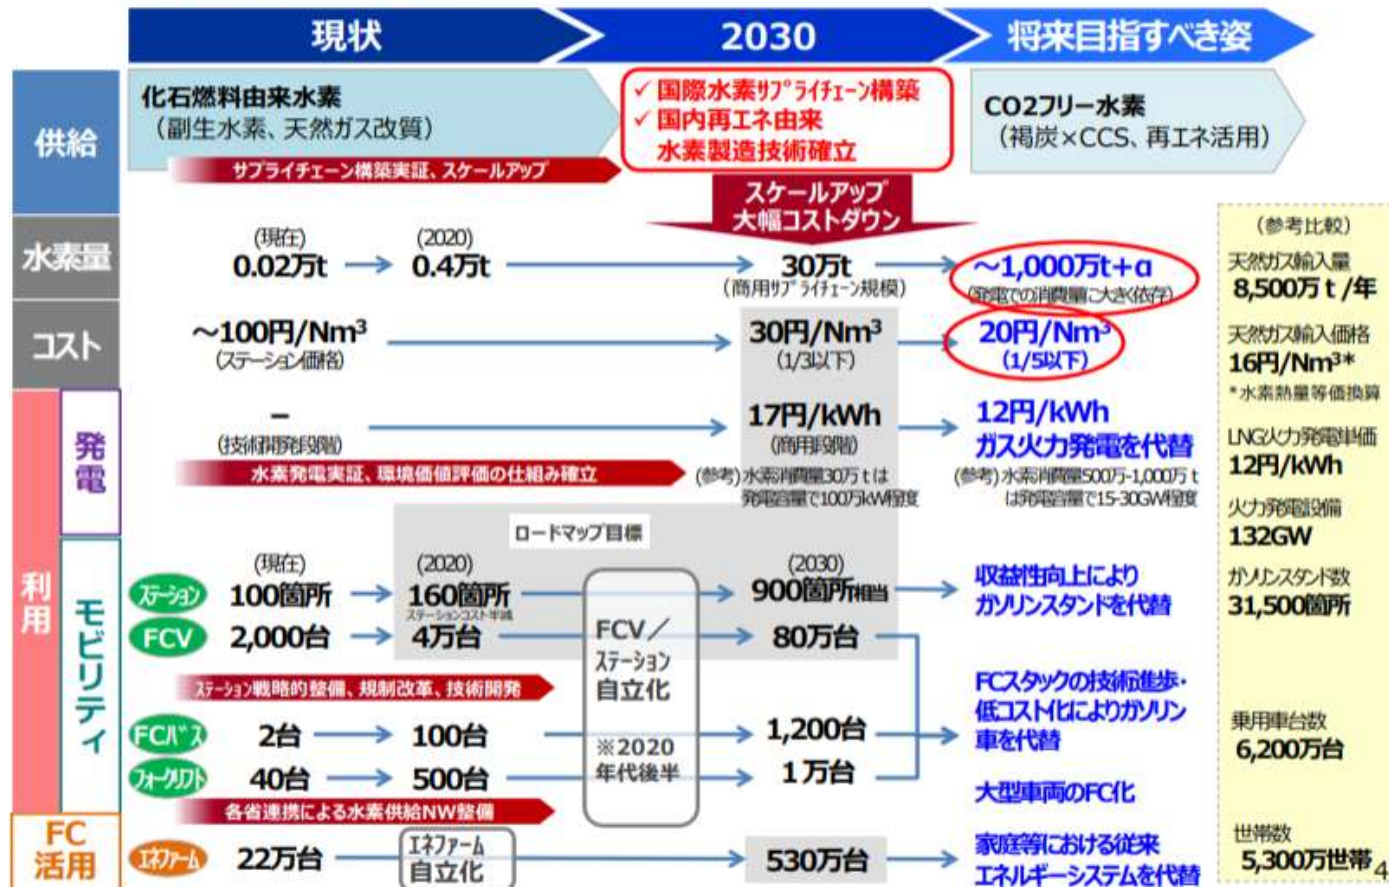 現状
2030
将来目指すべき姿
供給
化石燃料由来水素
(副生水素、天然ガス改質)
✓ 国際水素サプライチェーン構築
✓ 国内再エネ由来
水素製造技術確立
CO2フリー水素
(褐炭×CCS、再エネ活用)
サプライチェーン構築実証、スケールアップ
スケールアップ
大幅コストダウン
水素量
(現在)
0.02万t
(2020)
0.4万t
30万t
(商用サプライチェーン規模)
～1,000万t+α
(発電での消費量に大きく依存)
コスト
～100円/Nm³
(ステーション価格)
30円/Nm³
(1/3以下)
20円/Nm³
(1/5以下)
利用
発電
－
(技術開発段階)
17円/kWh
(商用段階)
12円/kWh
ガス火力発電を代替
水素発電実証、環境価値評価の仕組み確立
(参考)水素消費量30万tは
発電容量で100万kW程度
(参考)水素消費量500万-1,000万t
は発電容量で15-30GW程度
ロードマップ目標
モビリティ
(現在)
(2020)
(2030)
ステーション
100箇所
160箇所
ステーションコスト半減
900箇所相当
収益性向上により
ガソリンスタンドを代替
FCV
2,000台
4万台
80万台
FCV／
ステーション
自立化
※2020
年代後半
ステーション戦略的整備、規制改革、技術開発
FCスタックの技術進歩・
低コスト化によりガソリン
車を代替
FCバス
2台
100台
1,200台
フォークリフト
40台
500台
1万台
大型車両のFC化
各省連携による水素供給NW整備
FC
活用
エネファーム
22万台
エネファーム
自立化
530万台
家庭等における従来
エネルギーシステムを代替
(参考比較)
天然ガス輸入量
8,500万t/年
天然ガス輸入価格
16円/Nm³*
*水素熱量等価換算
LNG火力発電単価
12円/kWh
火力発電設備
132GW
ガソリンスタンド数
31,500箇所
乗用車台数
6,200万台
世帯数
5,300万世帯
4